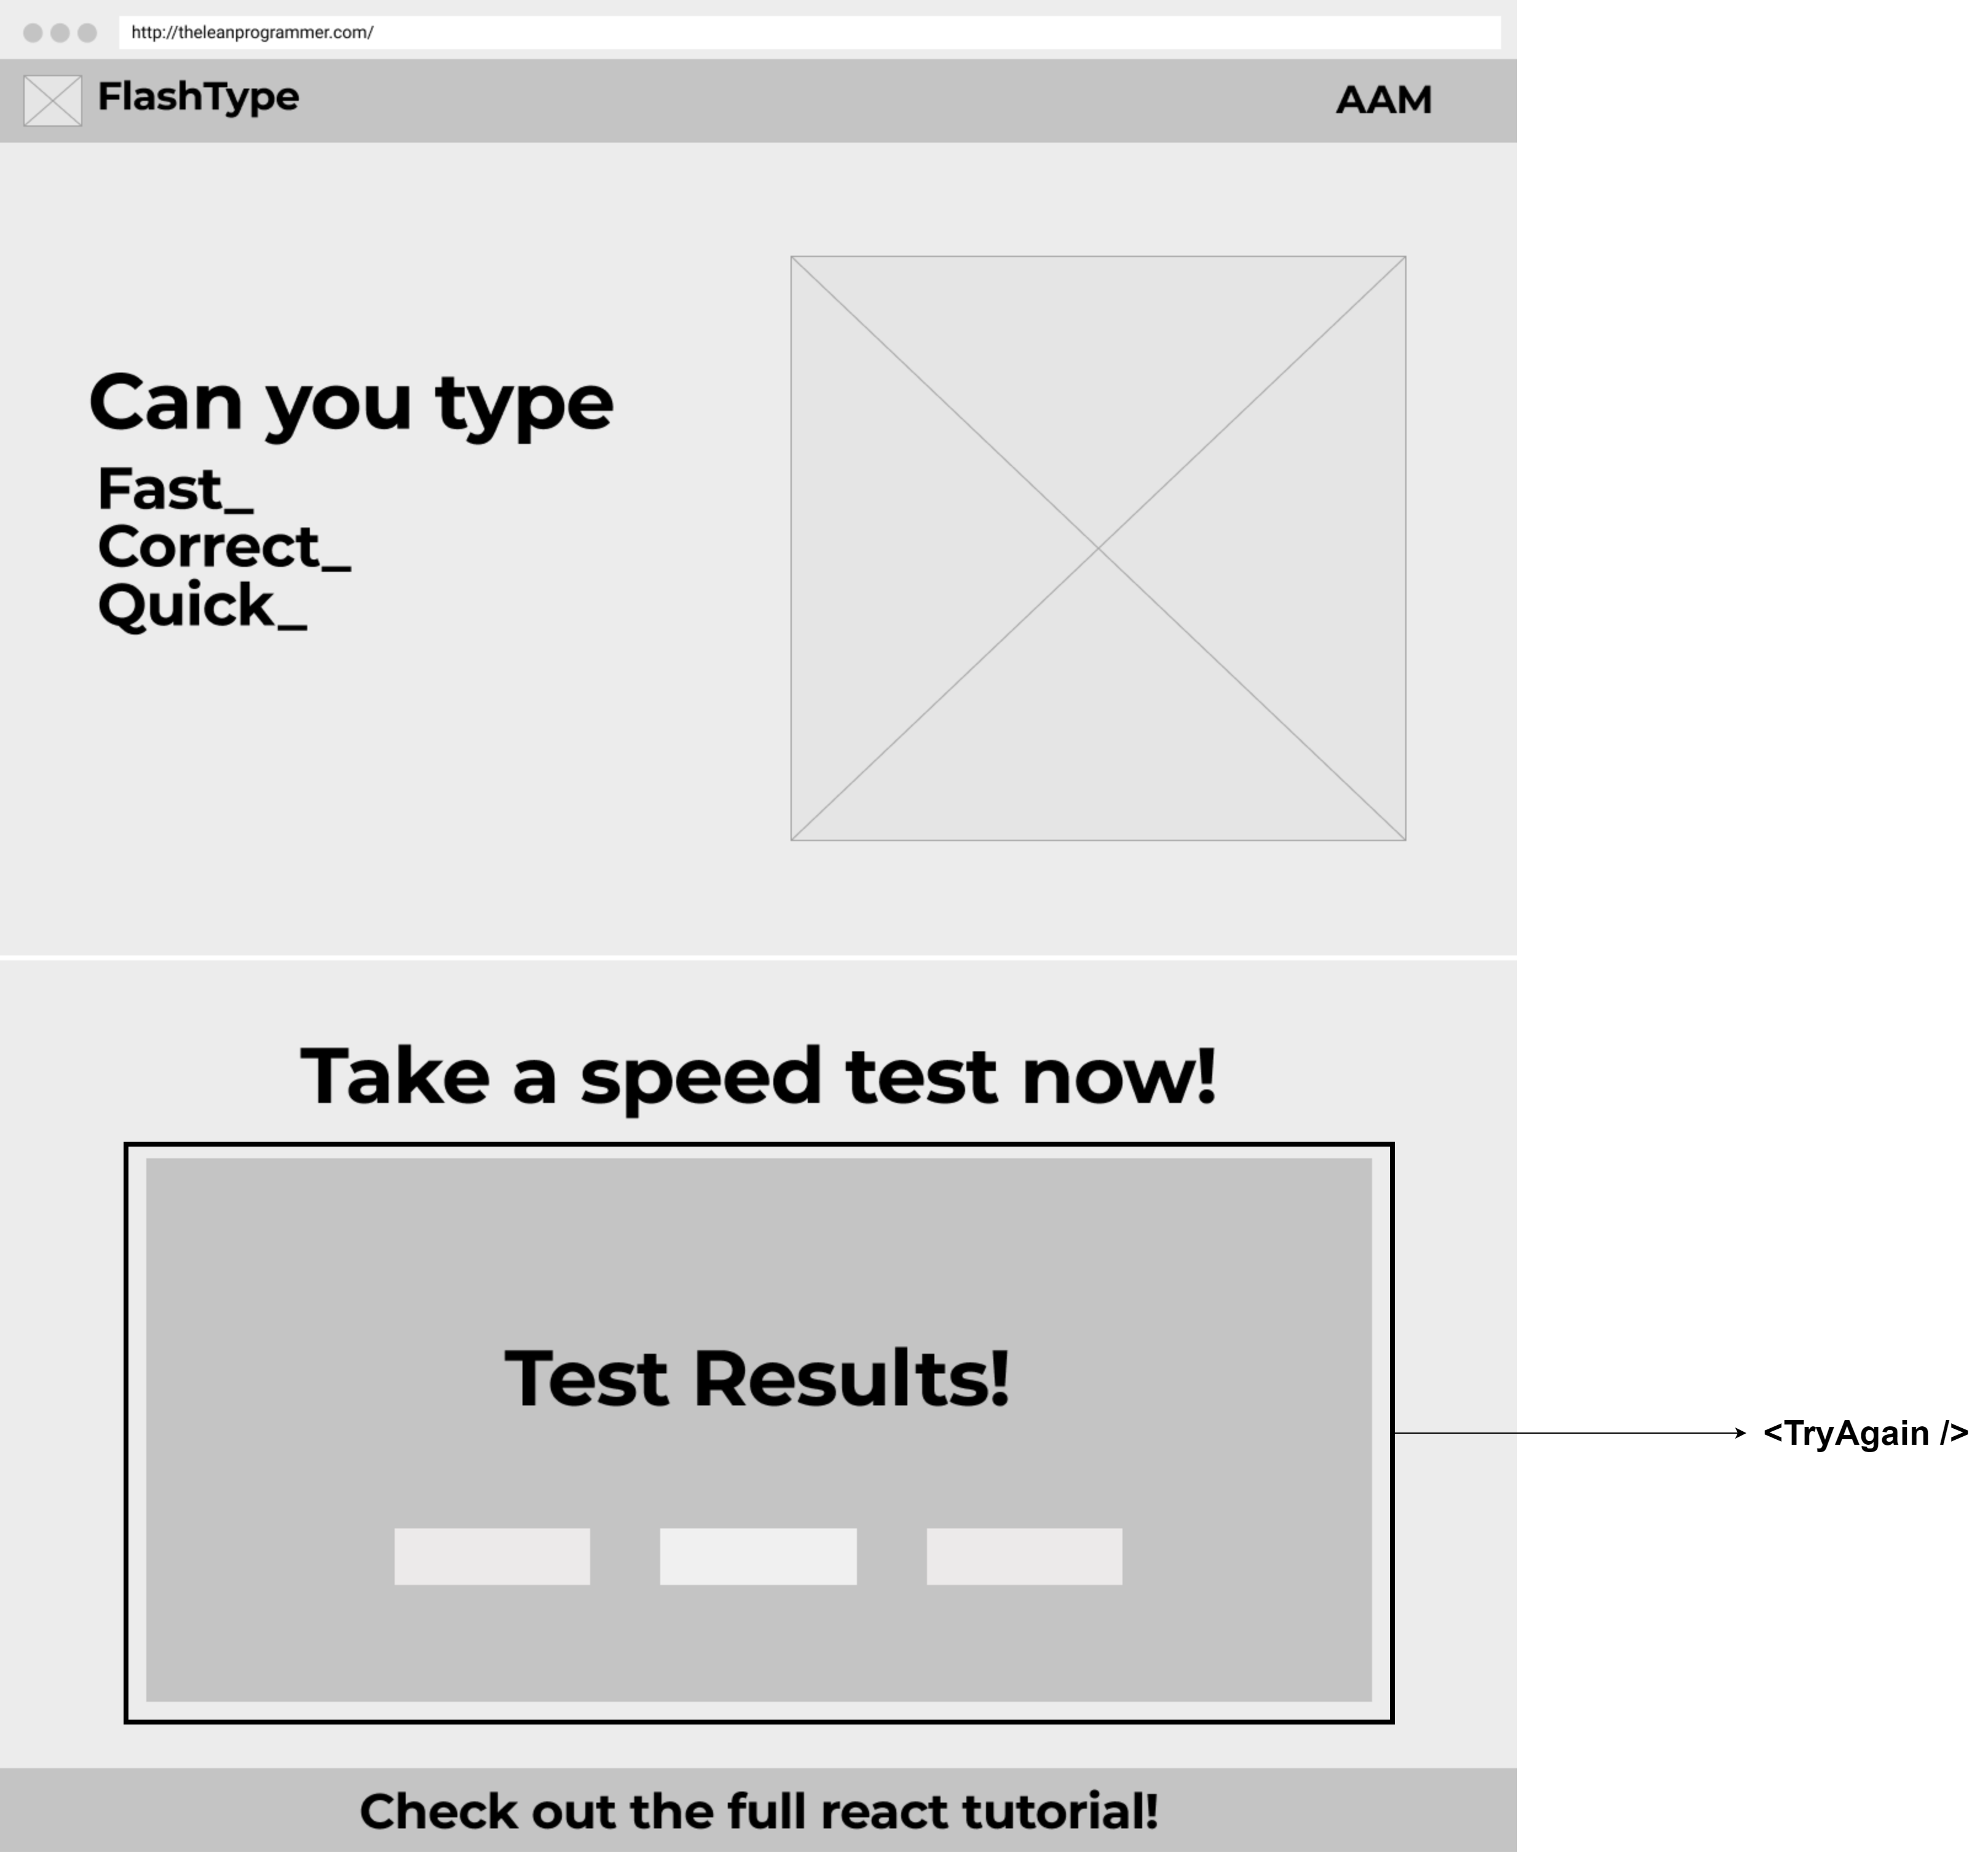 http://theleanprogrammer.com/
FlashType
AAM
Can you type
Fast_
Correct_
Quick_
Take a speed test now!
Test Results!
<TryAgain />
Check out the full react tutorial!